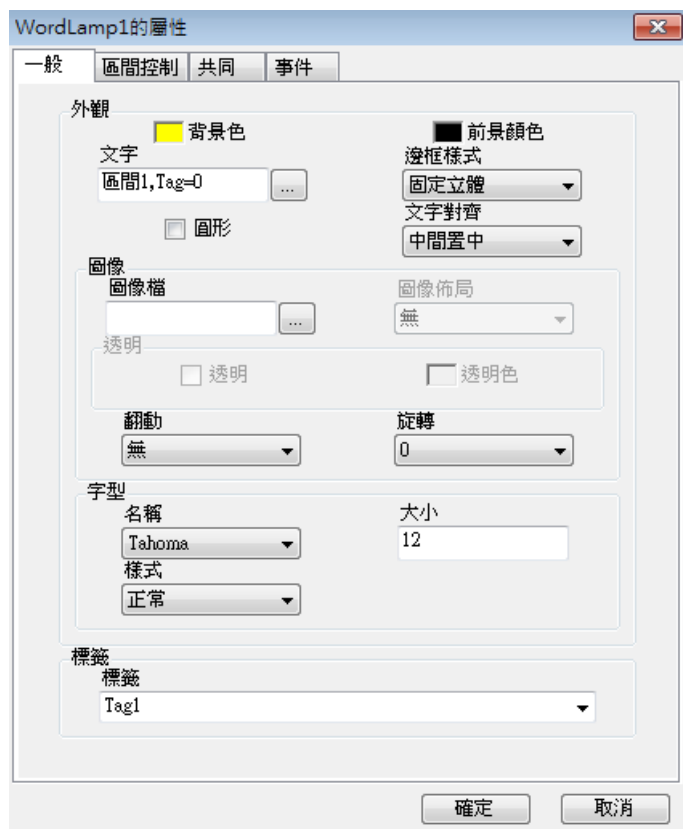 WordLamp1的屬性
一般 區間控制 共同 事件
外觀
背景色 前景顏色
文字 邊框樣式
區間1,Tag=0 ... 固定立體
文字對齊
圓形 中間置中
圖像
圖像檔 圖像佈局
... 無
透明
透明 透明色
翻動 旋轉
無 0
字型
名稱 大小
Tahoma 12
樣式
正常
標籤
標籤
Tag1
確定 取消